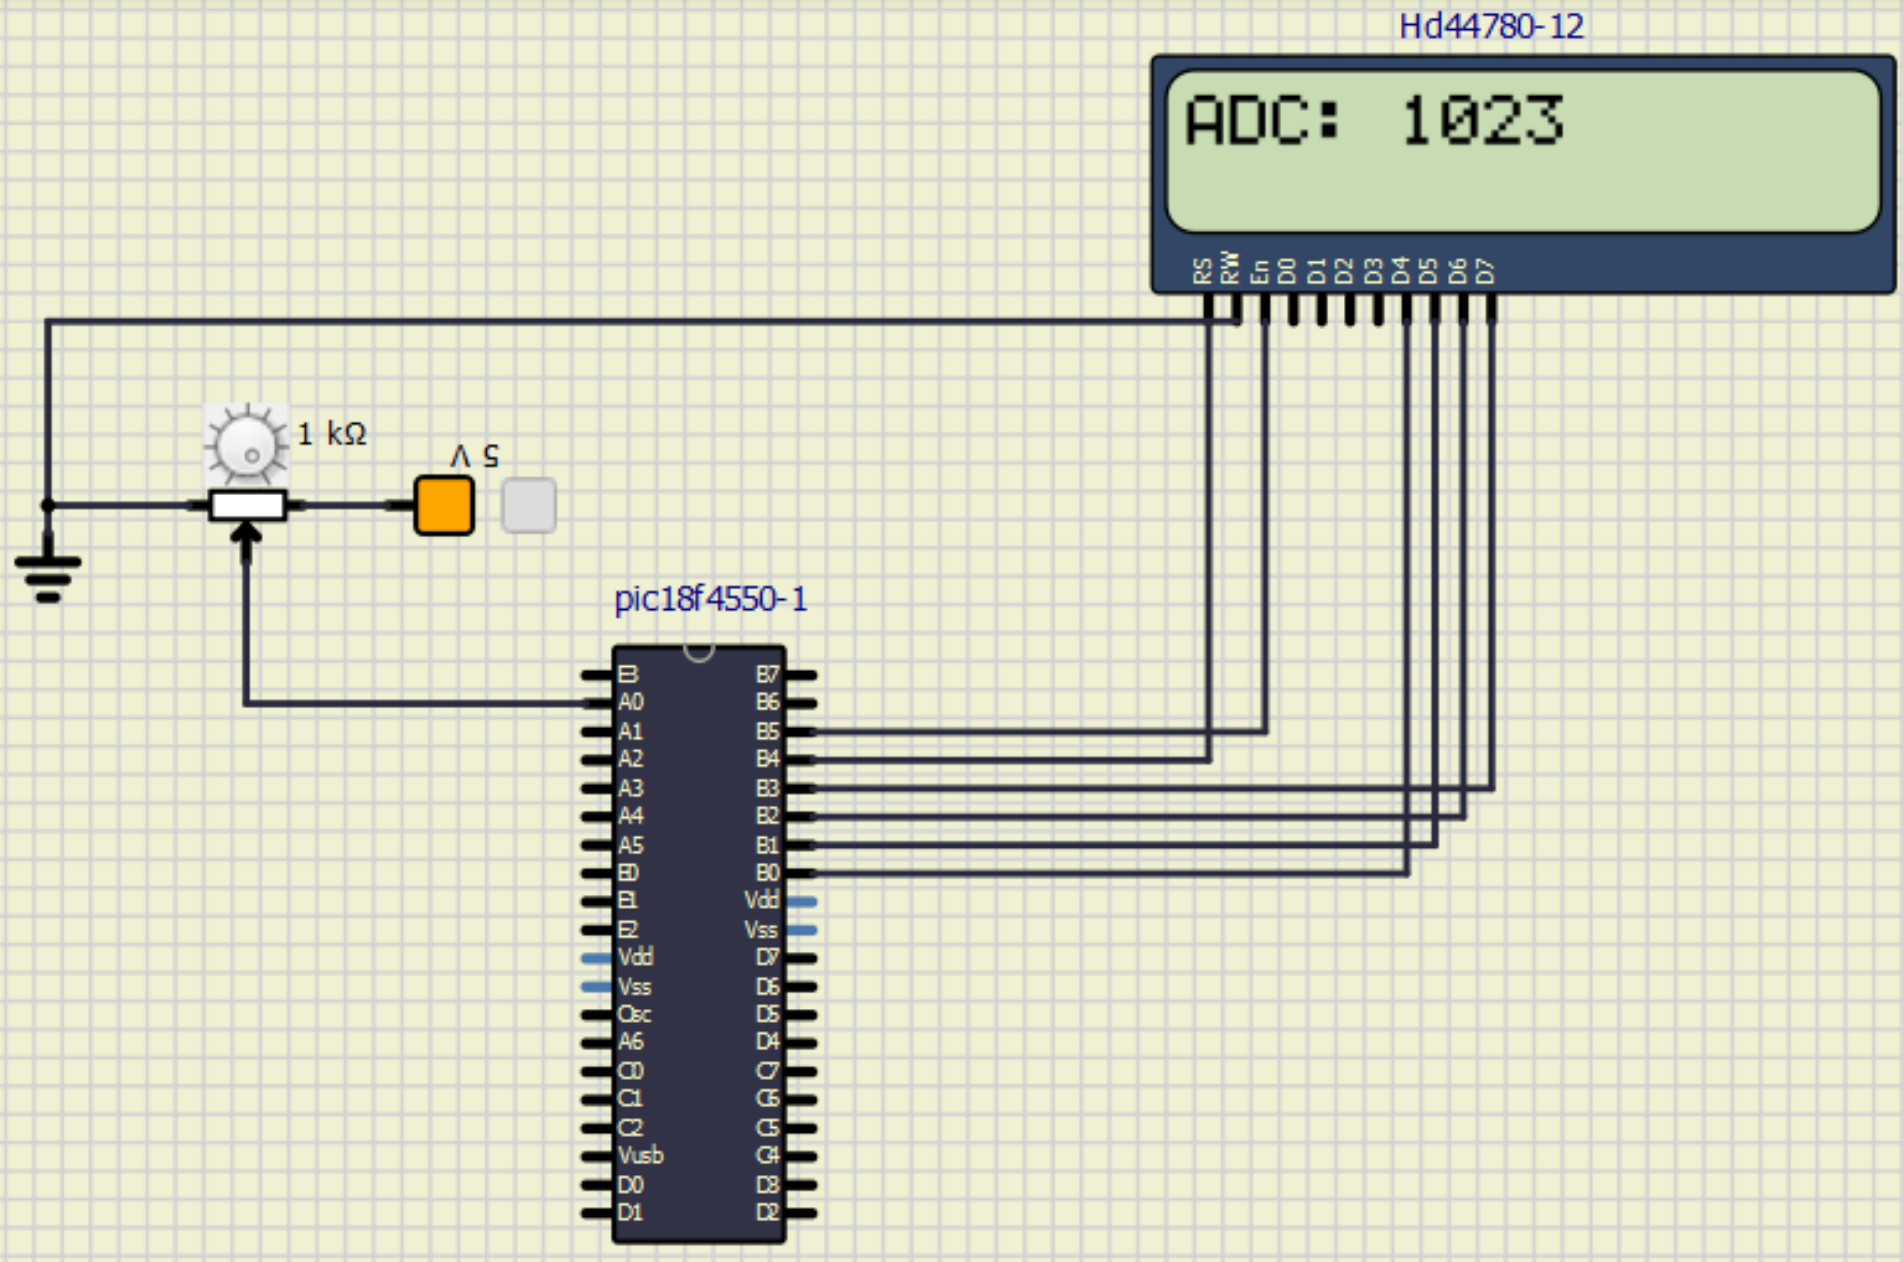 Hd44780-12
ADC: 1023
RS RW En D0 D1 D2 D3 D4 D5 D6 D7
1 kΩ
5 V
pic18f4550-1
E3 B7
A0 B6
A1 B5
A2 B4
A3 B3
A4 B2
A5 B1
E0 B0
E1 Vdd
E2 Vss
Vdd D7
Vss D6
Osc D5
A6 D4
C0 C7
C1 C6
C2 C5
Vusb C4
D0 D3
D1 D2